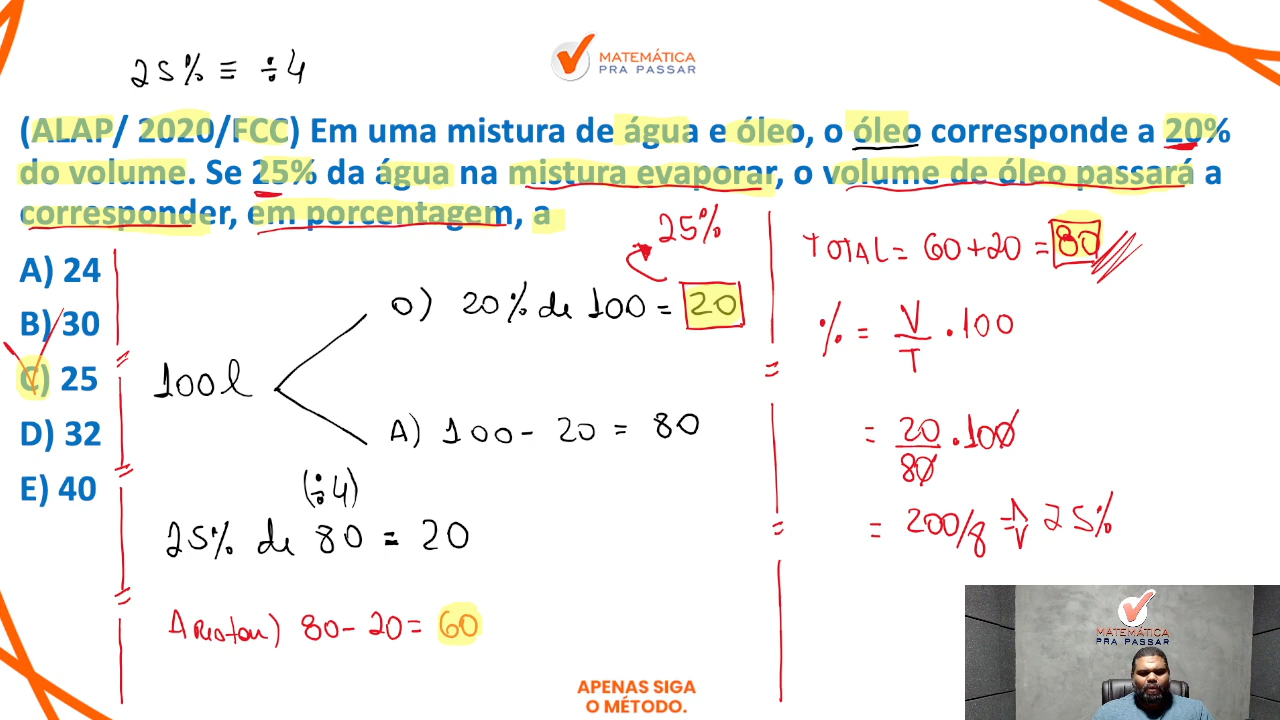 25% ≡ ÷4
MATEMÁTICA
PRA PASSAR
(ALAP/ 2020/FCC) Em uma mistura de água e óleo, o óleo corresponde a 20%
do volume. Se 25% da água na mistura evaporar, o volume de óleo passará a
corresponder, em porcentagem, a
A) 24
B) 30
C) 25
D) 32
E) 40
25%
O) 20% de 100 = 20
100l
A) 100 - 20 = 80
(÷4)
25% de 80 = 20
A restou) 80 - 20 = 60
TOTAL = 60+20 = 80
% = V/T . 100
= 20/80 . 100
= 200/8 => 25%
MATEMÁTICA
PRA PASSAR
APENAS SIGA
O MÉTODO.